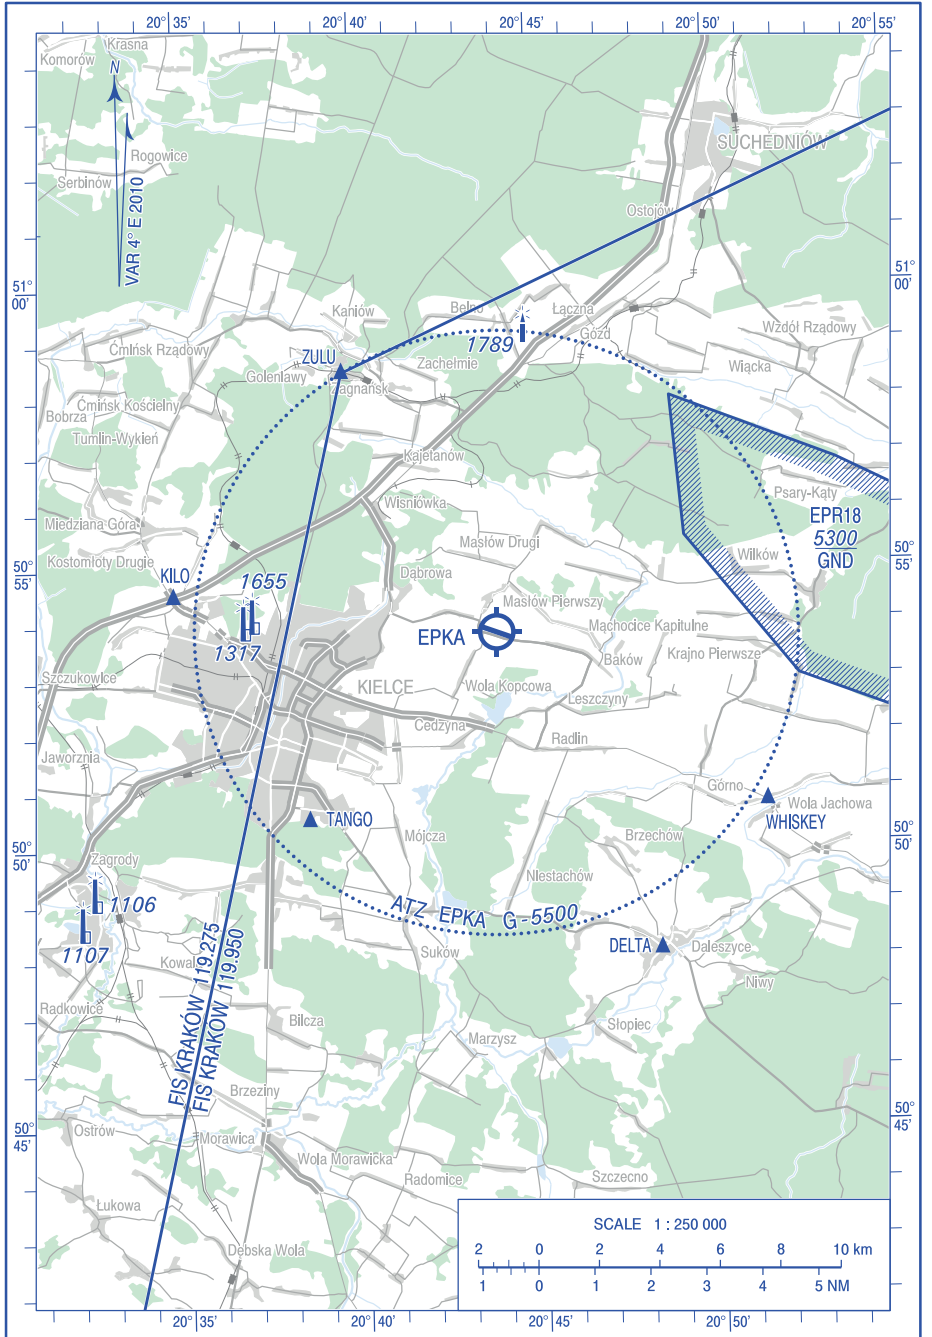 20° 35'
20° 40'
20° 45'
20° 50'
20° 55'
Krasna
Komorów
N
SUCHEDNIÓW
Rogowice
Serbinów
VAR 4° E 2010
Ostojów
51°
00'
51°
00'
Kaniów
Belno
Łączna
1789
Gózd
Wzdół Rządowy
Ćmińsk Rządowy
ZULU
Zachełmie
Wiącka
Goleniawy
Zagnańsk
Ćmińsk Kościelny
Bobrza
Tumlin-Wykień
Kajetanów
Psary-Kąty
Wiśniówka
EPR18
5300
GND
Miedziana Góra
Masłów Drugi
Wilków
50°
55'
Kostomłoty Drugie
50°
55'
KILO
1655
Dąbrowa
Masłów Pierwszy
Machocice Kapitulne
EPKA
1317
Baków
Krajno Pierwsze
Szczukowice
KIELCE
Wola Kopcowa
Leszczyny
Cedzyna
Radlin
Jaworznia
Górno
Wola Jachowa
TANGO
WHISKEY
Mójcza
Brzechów
50°
50'
50°
50'
Zagrody
Niestachów
1106
ATZ EPKA G-5500
1107
Kowal
Suków
DELTA
Daleszyce
Niwy
FIS KRAKÓW 119.275
FIS KRAKÓW 119.950
Radkowice
Bilcza
Słopiec
Marzysz
Brzeziny
50°
45'
50°
45'
Ostrów
Morawica
Wola Morawicka
Radomice
Szczecno
Łukowa
Dębska Wola
SCALE 1 : 250 000
2 0 2 4 6 8 10 km
1 0 1 2 3 4 5 NM
20° 35'
20° 40'
20° 45'
20° 50'